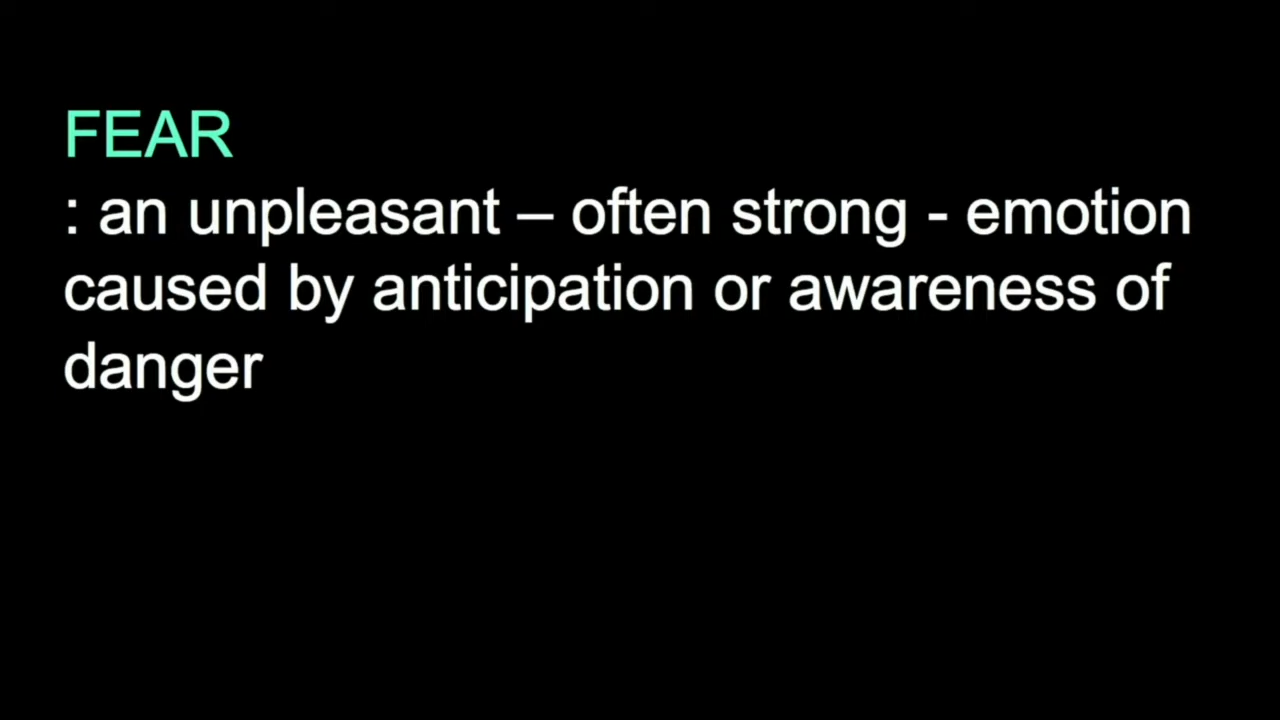 FEAR
: an unpleasant – often strong - emotion
caused by anticipation or awareness of
danger